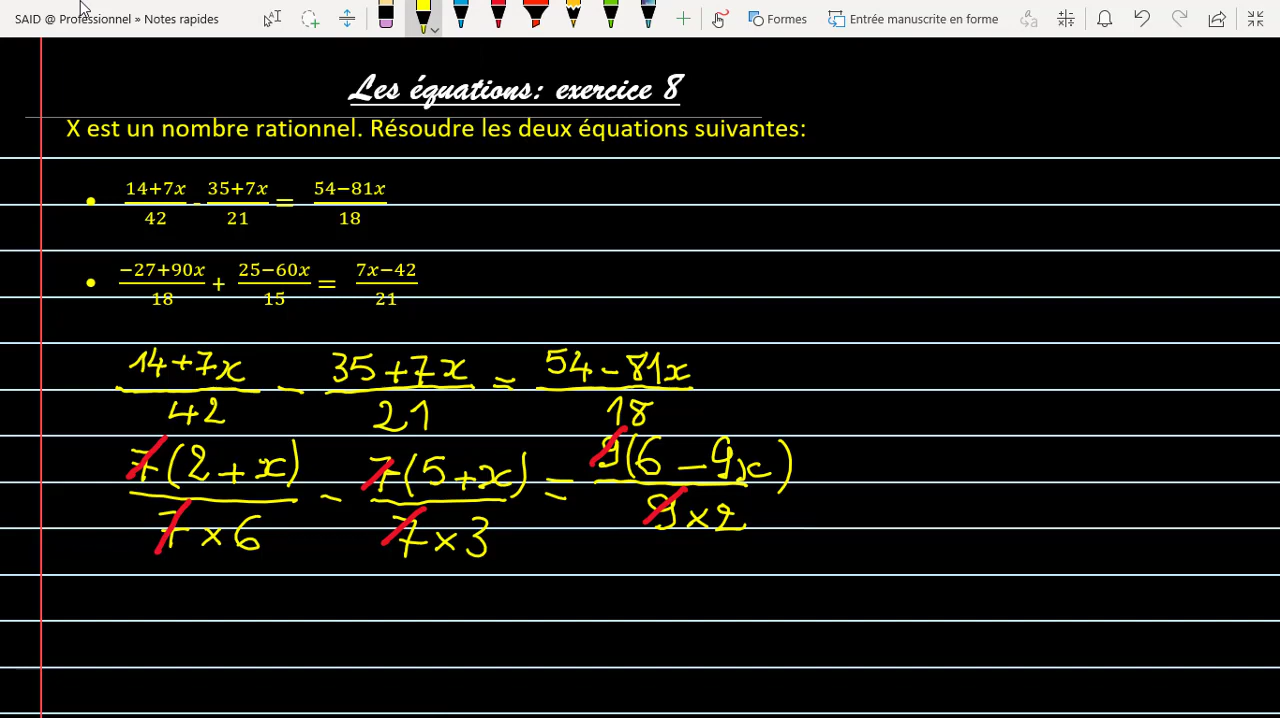 SAID @ Professionnel » Notes rapides
Formes
Entrée manuscrite en forme
Les équations: exercice 8
X est un nombre rationnel. Résoudre les deux équations suivantes:
• (14+7x)/42 - (35+7x)/21 = (54−81x)/18
• (−27+90x)/18 + (25−60x)/15 = (7x−42)/21
(14+7x)/42 − (35+7x)/21 = (54−81x)/18
7(2+x)/(7×6) − 7(5+x)/(7×3) = 9(6−9x)/(9×2)